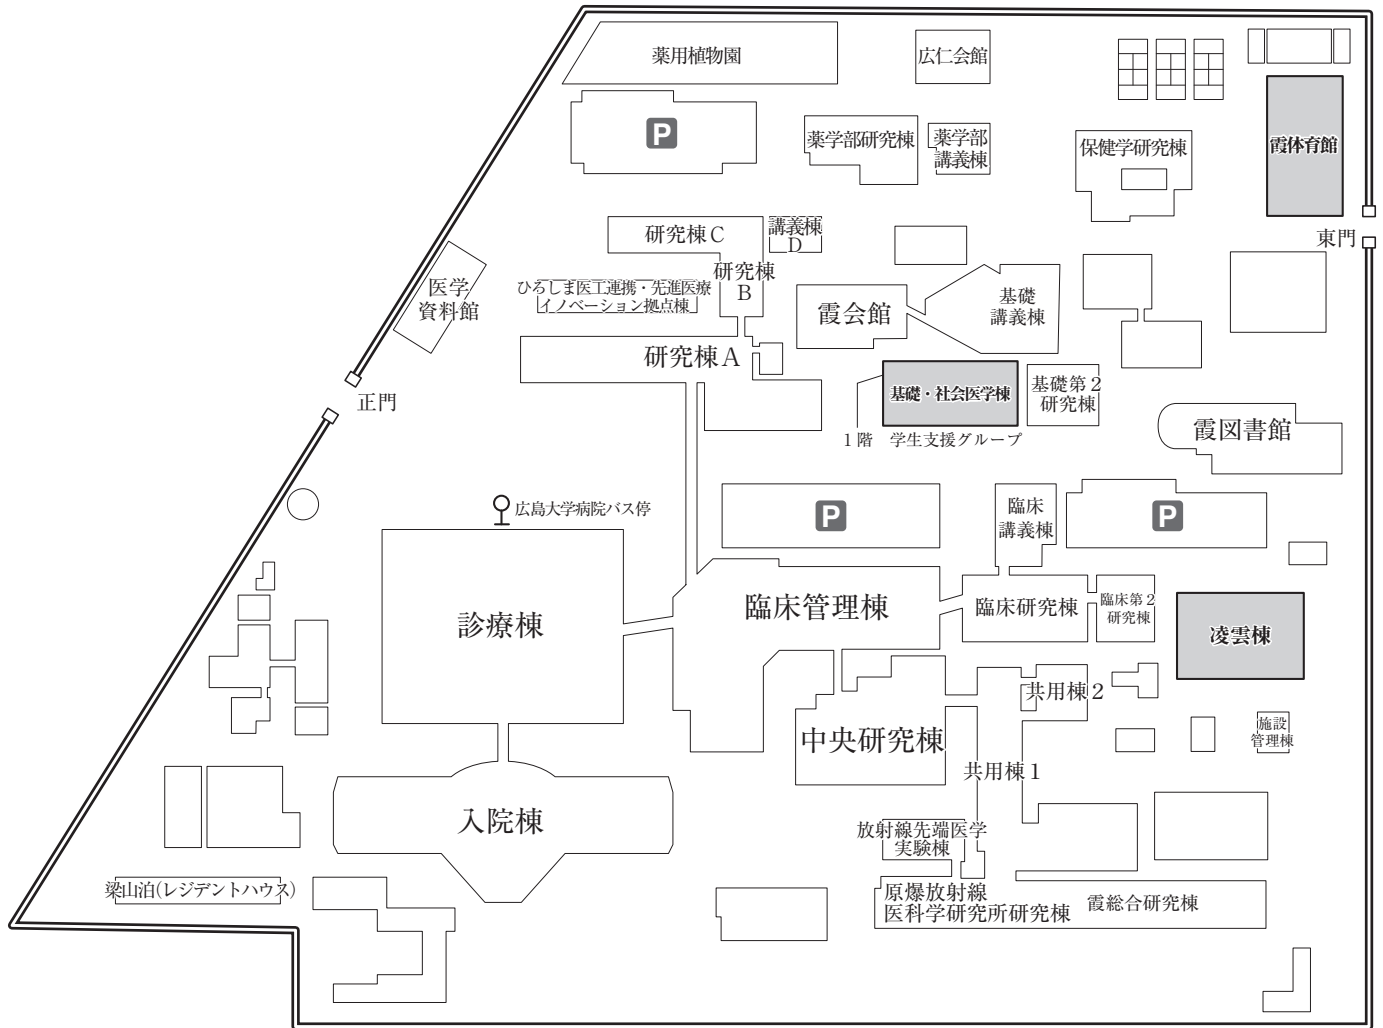 薬用植物園
広仁会館
P
薬学部研究棟
薬学部
講義棟
保健学研究棟
霞体育館
東門
研究棟C
講義棟
D
研究棟
B
医学
資料館
ひろしま医工連携・先進医療
イノベーション拠点棟
霞会館
基礎
講義棟
研究棟A
正門
基礎・社会医学棟
基礎第2
研究棟
1階 学生支援グループ
霞図書館
広島大学病院バス停
P
臨床
講義棟
P
診療棟
臨床管理棟
臨床研究棟
臨床第2
研究棟
凌雲棟
共用棟2
中央研究棟
施設
管理棟
共用棟1
入院棟
放射線先端医学
実験棟
梁山泊(レジデントハウス)
原爆放射線
医科学研究所研究棟
霞総合研究棟